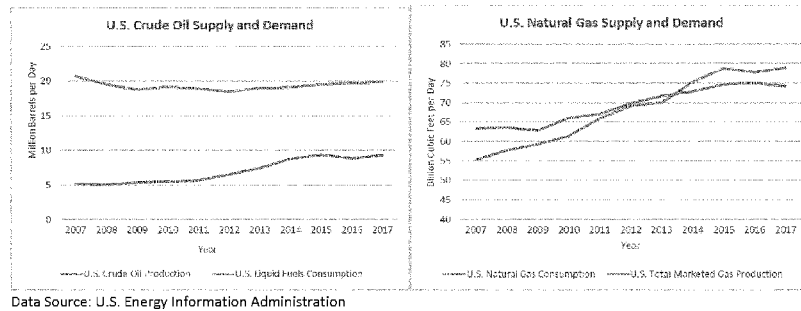 U.S. Crude Oil Supply and Demand
25
20
15
10
5
0
Million Barrels per Day
2007 2008 2009 2010 2011 2012 2013 2014 2015 2016 2017
Year
U.S. Crude Oil Production U.S. Liquid Fuels Consumption
U.S. Natural Gas Supply and Demand
85
80
75
70
65
60
55
50
45
40
Billion Cubic Feet per Day
2007 2008 2009 2010 2011 2012 2013 2014 2015 2016 2017
Year
U.S. Natural Gas Consumption U.S. Total Marketed Gas Production
Data Source: U.S. Energy Information Administration